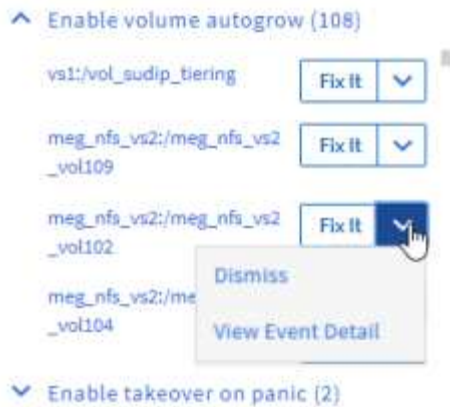 Enable volume autogrow (108)
vs1:/vol_sudip_tiering
Fix It
meg_nfs_vs2:/meg_nfs_vs2
_vol109
Fix It
meg_nfs_vs2:/meg_nfs_vs2
_vol102
Fix It
Dismiss
View Event Detail
meg_nfs_vs2:/me
_vol104
Enable takeover on panic (2)